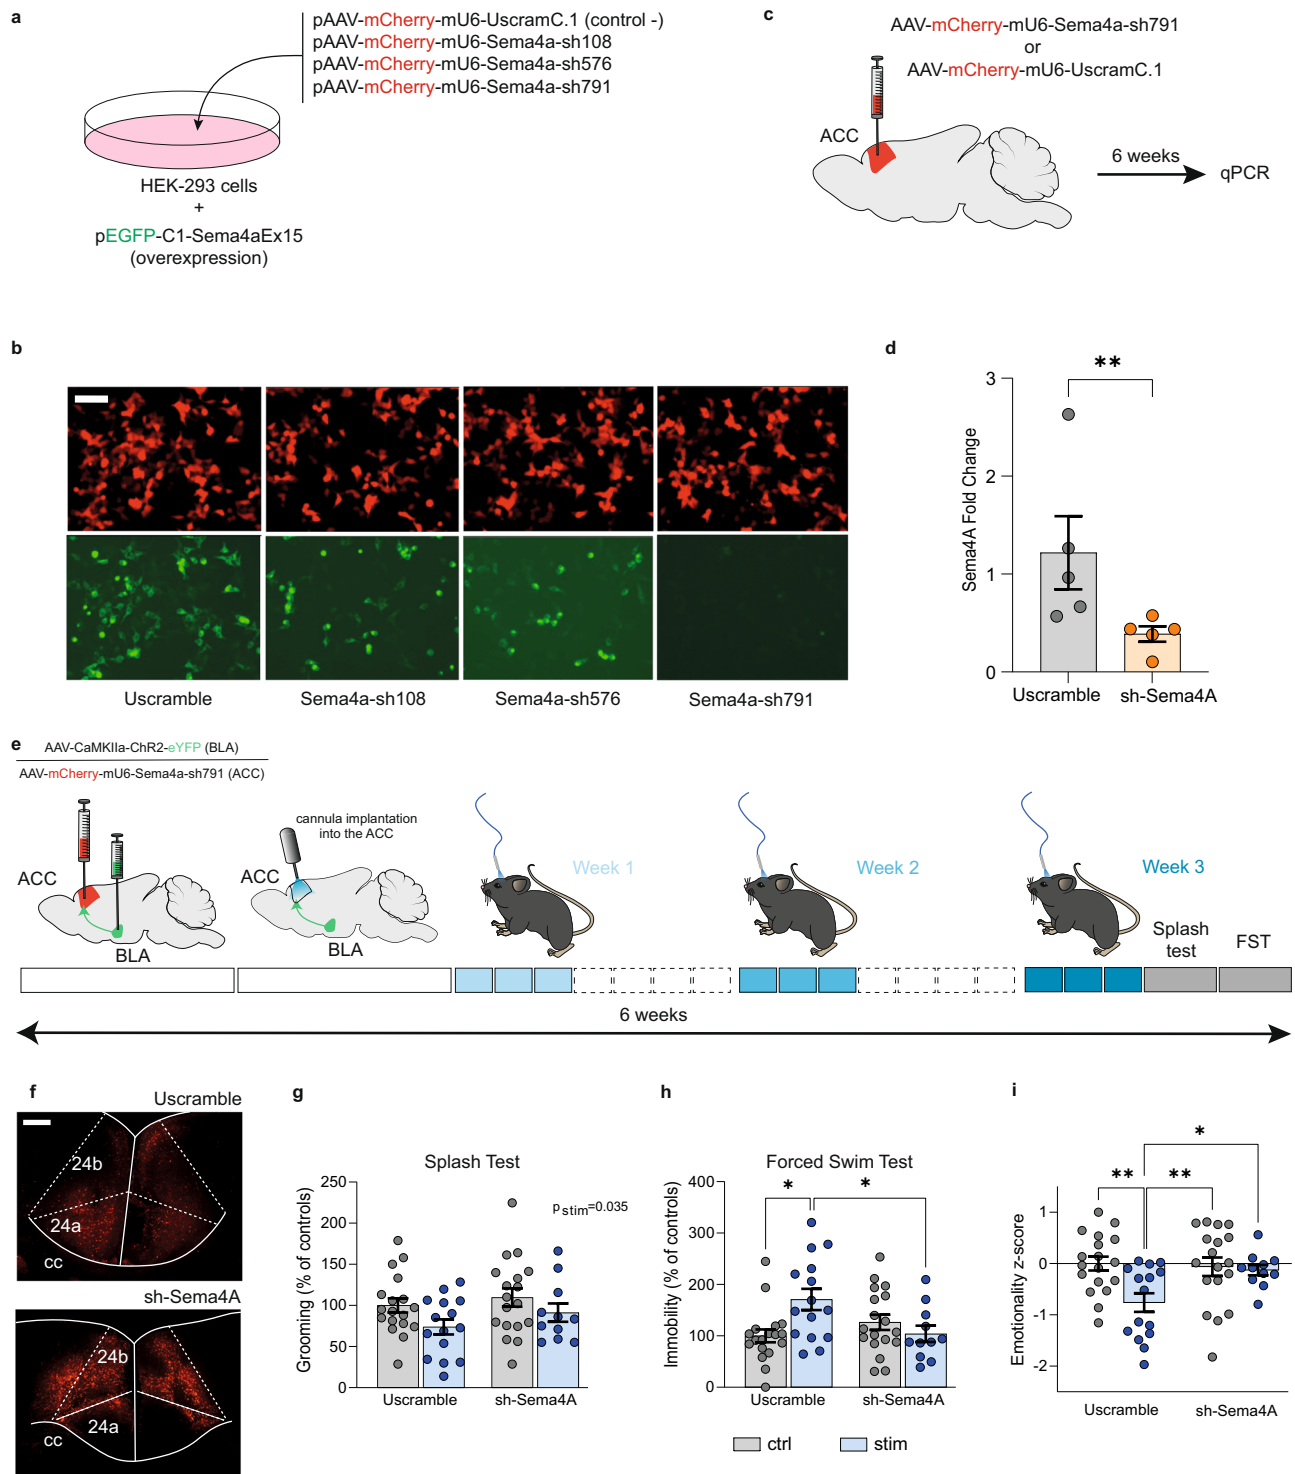 a
pAAV-mCherry-mU6-UscramC.1 (control -)
pAAV-mCherry-mU6-Sema4a-sh108
pAAV-mCherry-mU6-Sema4a-sh576
pAAV-mCherry-mU6-Sema4a-sh791
HEK-293 cells
+
pEGFP-C1-Sema4aEx15
(overexpression)
c
AAV-mCherry-mU6-Sema4a-sh791
or
AAV-mCherry-mU6-UscramC.1
ACC
6 weeks
qPCR
b
Uscramble
Sema4a-sh108
Sema4a-sh576
Sema4a-sh791
d
**
Sema4A Fold Change
3
2
1
0
Uscramble
sh-Sema4A
e
AAV-CaMKIIa-ChR2-eYFP (BLA)
AAV-mCherry-mU6-Sema4a-sh791 (ACC)
ACC
BLA
cannula implantation
into the ACC
ACC
BLA
Week 1
Week 2
Week 3
Splash
test
FST
6 weeks
f
Uscramble
24b
24a
cc
sh-Sema4A
24b
24a
cc
g
Splash Test
Grooming (% of controls)
250
200
150
100
50
0
p stim=0.035
Uscramble
sh-Sema4A
h
Forced Swim Test
Immobility (% of controls)
400
300
200
100
0
*
*
Uscramble
sh-Sema4A
ctrl
stim
i
Emotionality z-score
1
0
-1
-2
*
**
**
Uscramble
sh-Sema4A